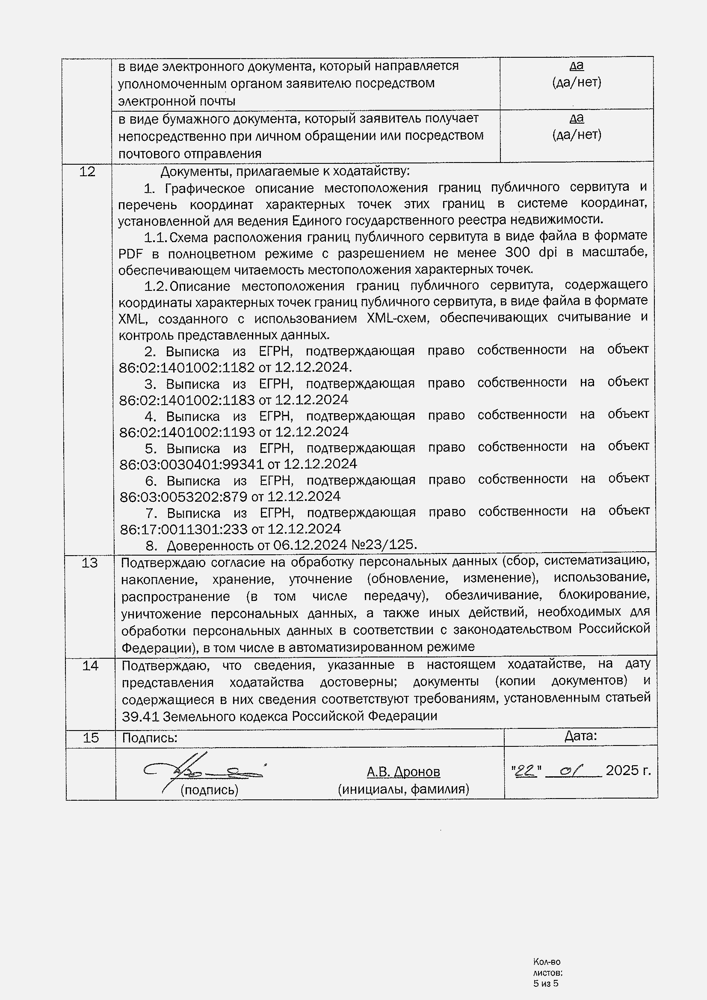 в виде электронного документа, который направляется
уполномоченным органом заявителю посредством
электронной почты
да
(да/нет)
в виде бумажного документа, который заявитель получает
непосредственно при личном обращении или посредством
почтового отправления
да
(да/нет)
12
Документы, прилагаемые к ходатайству:
1. Графическое описание местоположения границ публичного сервитута и
перечень координат характерных точек этих границ в системе координат,
установленной для ведения Единого государственного реестра недвижимости.
1.1. Схема расположения границ публичного сервитута в виде файла в формате
PDF в полноцветном режиме с разрешением не менее 300 dpi в масштабе,
обеспечивающем читаемость местоположения характерных точек.
1.2. Описание местоположения границ публичного сервитута, содержащего
координаты характерных точек границ публичного сервитута, в виде файла в формате
XML, созданного с использованием XML-схем, обеспечивающих считывание и
контроль представленных данных.
2. Выписка из ЕГРН, подтверждающая право собственности на объект
86:02:1401002:1182 от 12.12.2024.
3. Выписка из ЕГРН, подтверждающая право собственности на объект
86:02:1401002:1183 от 12.12.2024
4. Выписка из ЕГРН, подтверждающая право собственности на объект
86:02:1401002:1193 от 12.12.2024
5. Выписка из ЕГРН, подтверждающая право собственности на объект
86:03:0030401:99341 от 12.12.2024
6. Выписка из ЕГРН, подтверждающая право собственности на объект
86:03:0053202:879 от 12.12.2024
7. Выписка из ЕГРН, подтверждающая право собственности на объект
86:17:0011301:233 от 12.12.2024
8. Доверенность от 06.12.2024 №23/125.
13
Подтверждаю согласие на обработку персональных данных (сбор, систематизацию,
накопление, хранение, уточнение (обновление, изменение), использование,
распространение (в том числе передачу), обезличивание, блокирование,
уничтожение персональных данных, а также иных действий, необходимых для
обработки персональных данных в соответствии с законодательством Российской
Федерации), в том числе в автоматизированном режиме
14
Подтверждаю, что сведения, указанные в настоящем ходатайстве, на дату
представления ходатайства достоверны; документы (копии документов) и
содержащиеся в них сведения соответствуют требованиям, установленным статьей
39.41 Земельного кодекса Российской Федерации
15
Подпись:
Дата:
А.В. Дронов
"22" 01 2025 г.
(подпись)
(инициалы, фамилия)
Кол-во
листов:
5 из 5